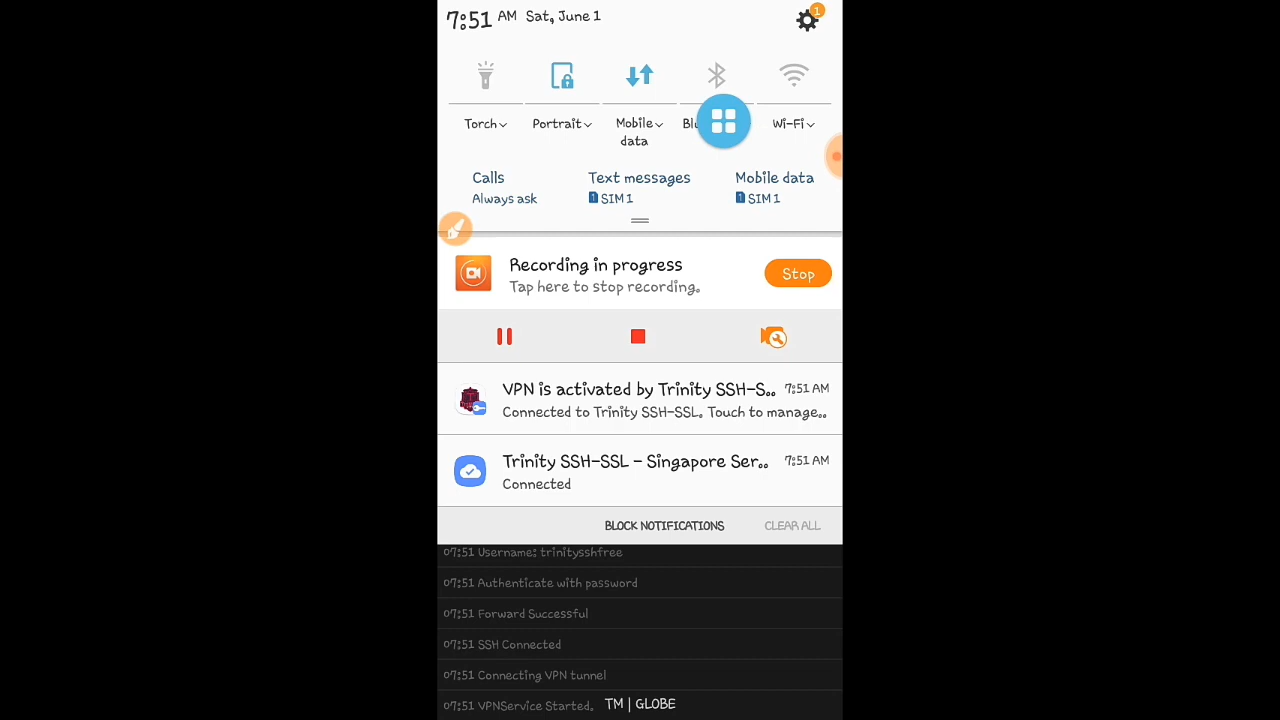 7:51 AM Sat, June 1
1
Torch
Portrait
Mobile data
Wi-Fi
Calls
Always ask
Text messages
1 SIM 1
Mobile data
1 SIM 1
Recording in progress
Tap here to stop recording.
Stop
VPN is activated by Trinity SSH-S.. 7:51 AM
Connected to Trinity SSH-SSL. Touch to manage..
Trinity SSH-SSL - Singapore Ser.. 7:51 AM
Connected
BLOCK NOTIFICATIONS
CLEAR ALL
07:51 Username: trinitysshfree
07:51 Authenticate with password
07:51 Forward Successful
07:51 SSH Connected
07:51 Connecting VPN tunnel
07:51 VPNService Started.
TM | GLOBE